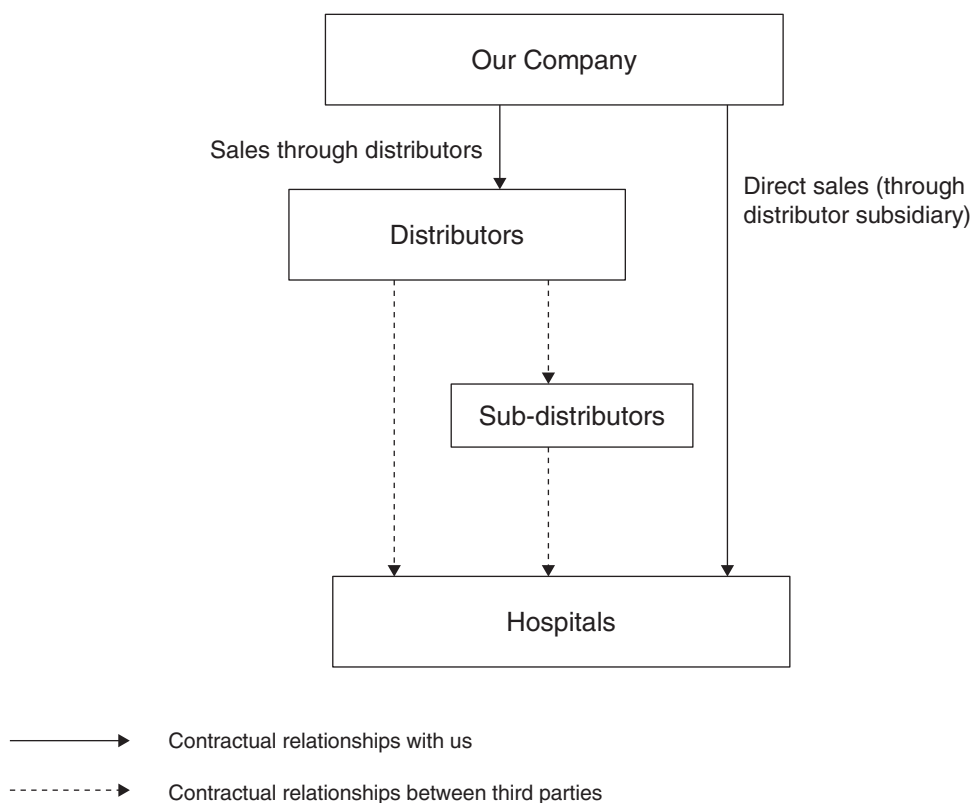 Our Company
Sales through distributors
Direct sales (through
distributor subsidiary)
Distributors
Sub-distributors
Hospitals
Contractual relationships with us
Contractual relationships between third parties